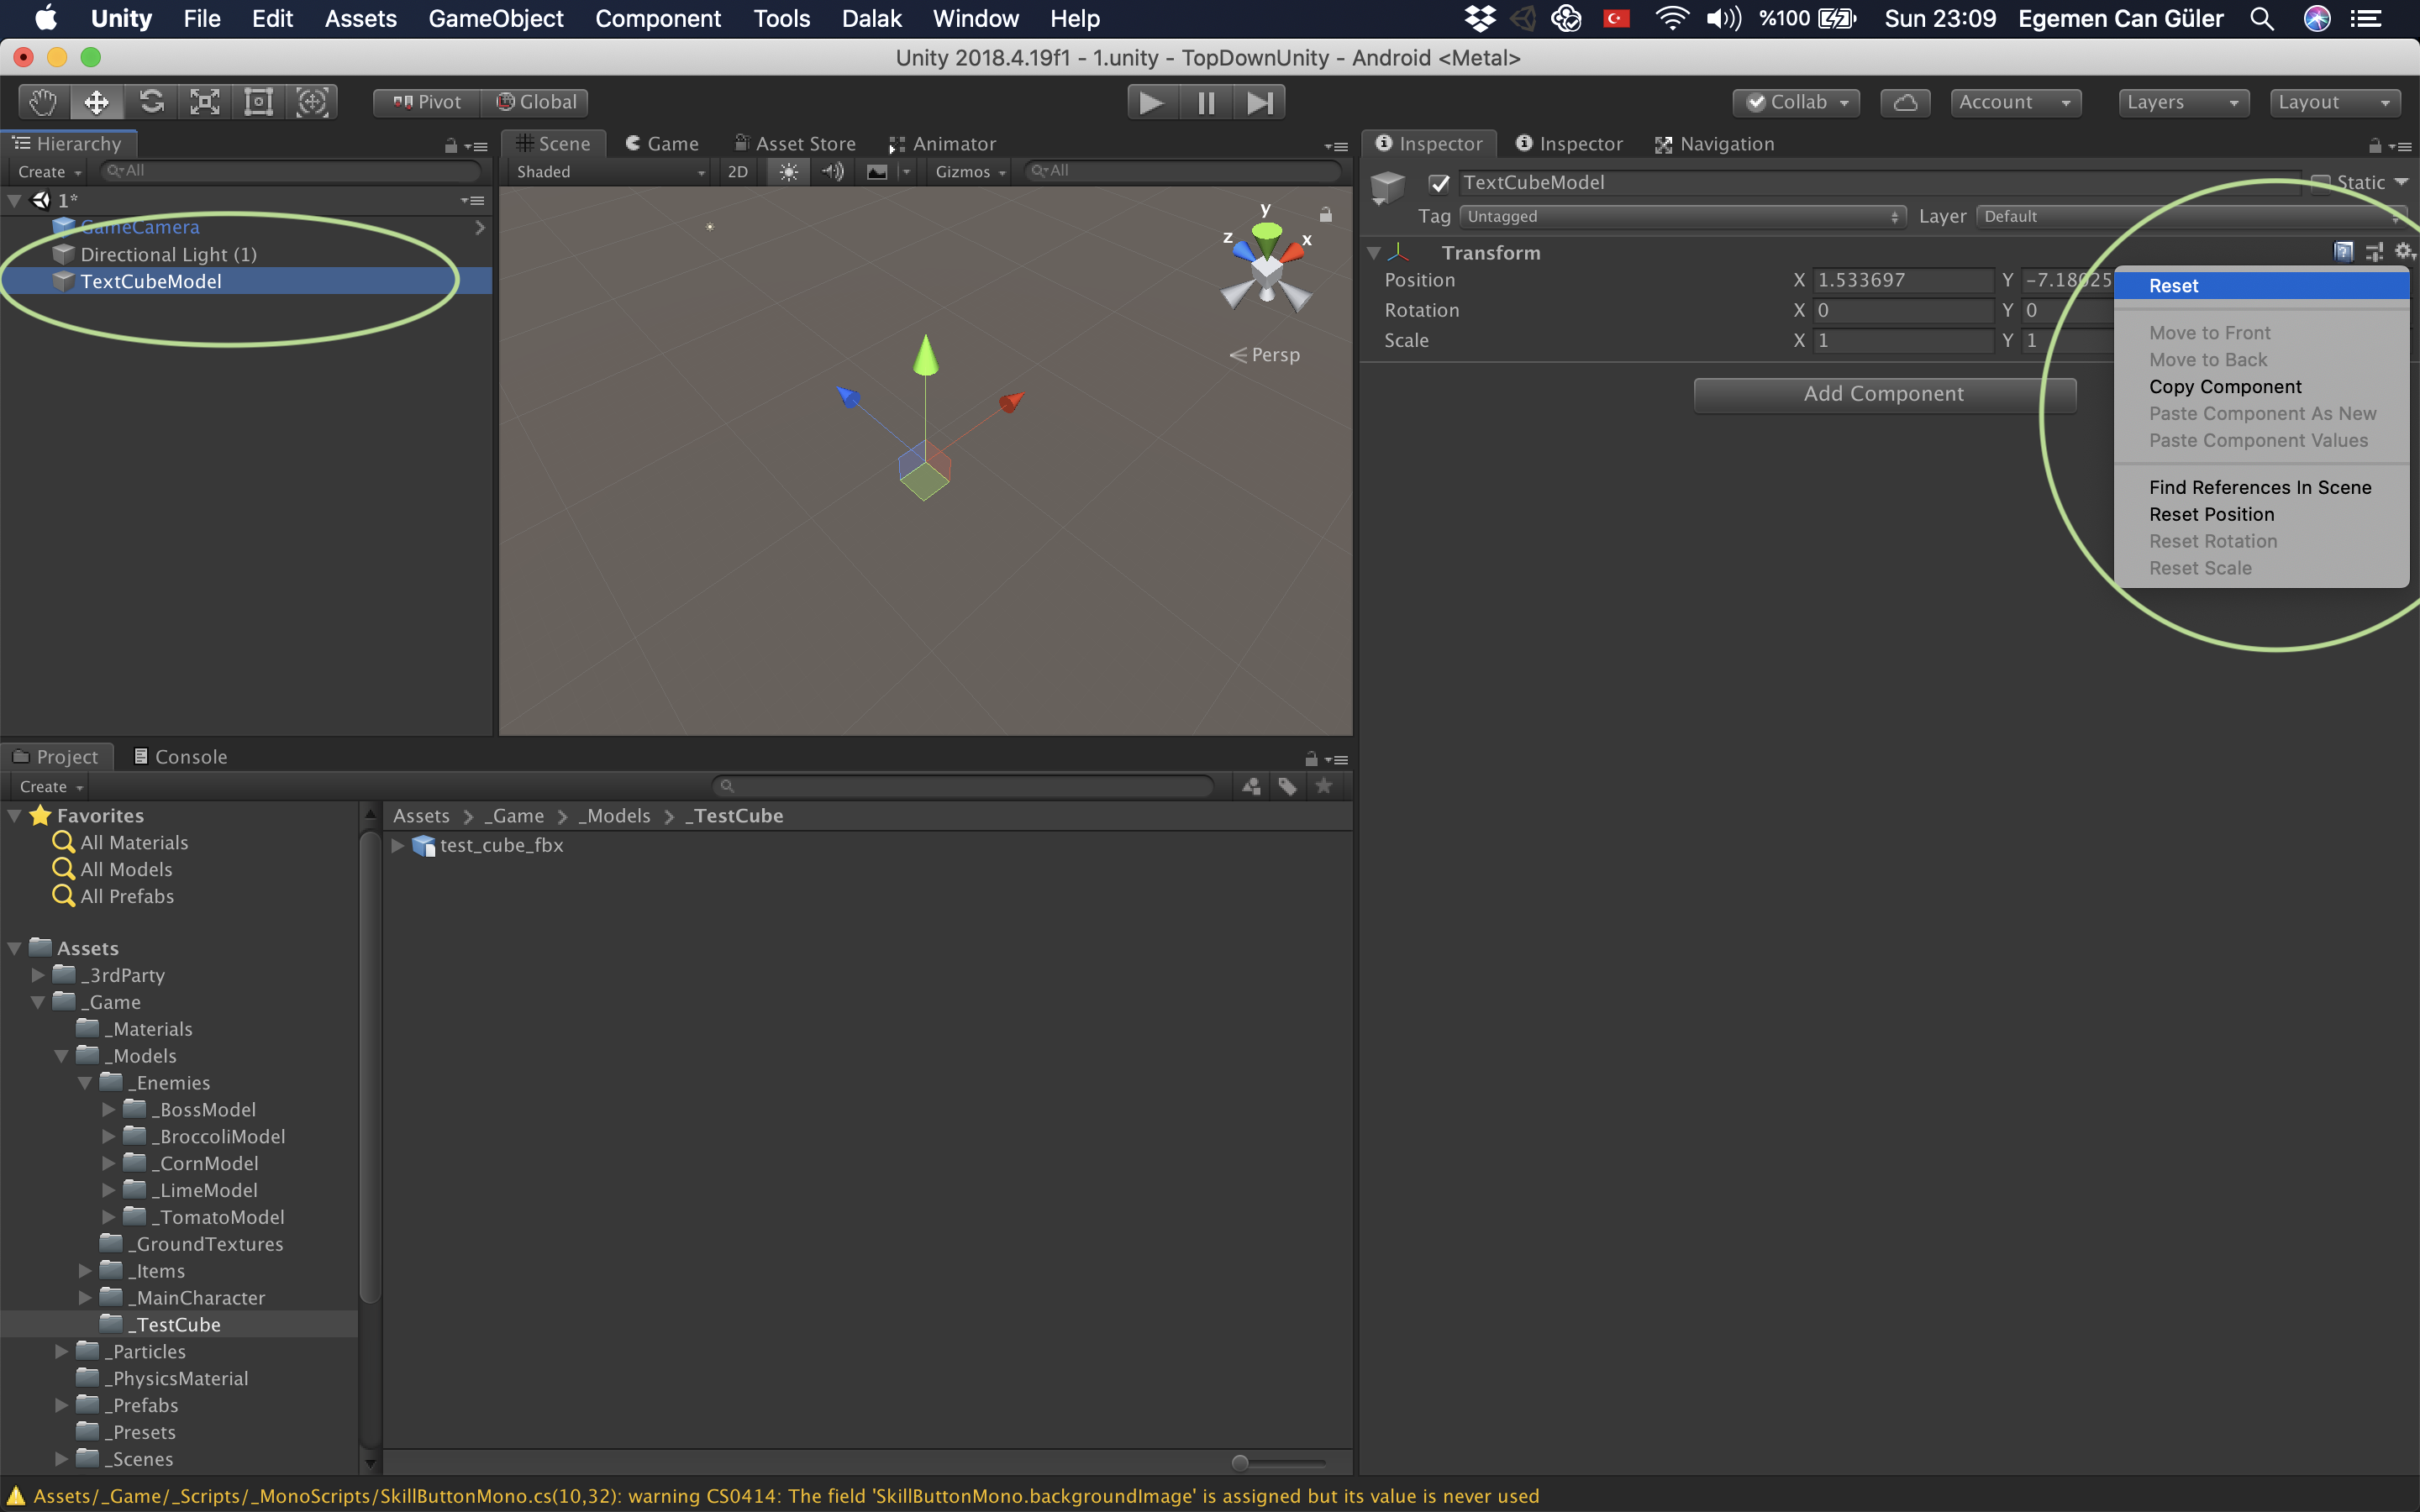 Unity File Edit Assets GameObject Component Tools Dalak Window Help %100 Sun 23:09 Egemen Can Güler
Unity 2018.4.19f1 - 1.unity - TopDownUnity - Android <Metal>
Pivot Global Collab Account Layers Layout
Hierarchy
Create All
1*
GameCamera
Directional Light (1)
TextCubeModel
Scene Game Asset Store Animator
Shaded 2D Gizmos All
y
z x
Persp
Inspector Inspector Navigation
TextCubeModel Static
Tag Untagged Layer Default
Transform
Position X 1.533697 Y -7.18025
Rotation X 0 Y 0
Scale X 1 Y 1
Add Component
Reset
Move to Front
Move to Back
Copy Component
Paste Component As New
Paste Component Values
Find References In Scene
Reset Position
Reset Rotation
Reset Scale
Project Console
Create
Favorites
All Materials
All Models
All Prefabs
Assets
_3rdParty
_Game
_Materials
_Models
_Enemies
_BossModel
_BroccoliModel
_CornModel
_LimeModel
_TomatoModel
_GroundTextures
_Items
_MainCharacter
_TestCube
_Particles
_PhysicsMaterial
_Prefabs
_Presets
_Scenes
Assets _Game _Models _TestCube
test_cube_fbx
Assets/_Game/_Scripts/_MonoScripts/SkillButtonMono.cs(10,32): warning CS0414: The field 'SkillButtonMono.backgroundImage' is assigned but its value is never used